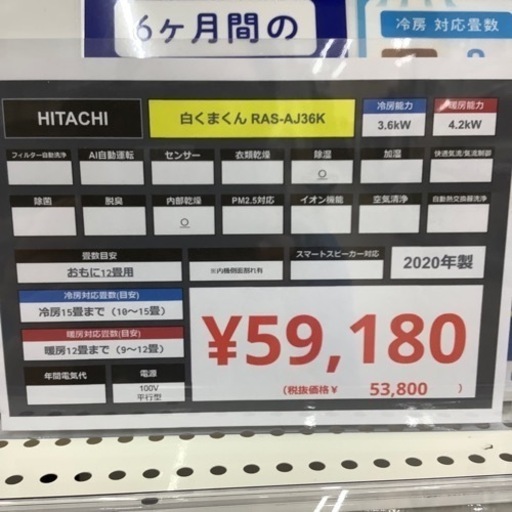 6ヶ月間の
冷房 対応畳数
HITACHI
白くまくん RAS-AJ36K
冷房能力
3.6kW
暖房能力
4.2kW
フィルター自動洗浄
AI自動運転
センサー
衣類乾燥
除湿
○
加湿
快適気流/気流制御
除菌
脱臭
内部乾燥
○
PM2.5対応
イオン機能
空気清浄
自動熱交換器洗浄
畳数目安
おもに12畳用
※内機側面割れ有
スマートスピーカー対応
2020年製
冷房対応畳数(目安)
冷房15畳まで（10〜15畳）
暖房対応畳数(目安)
暖房12畳まで（9〜12畳）
年間電気代
電源
100V
平行型
¥59,180
（税抜価格¥ 53,800 ）